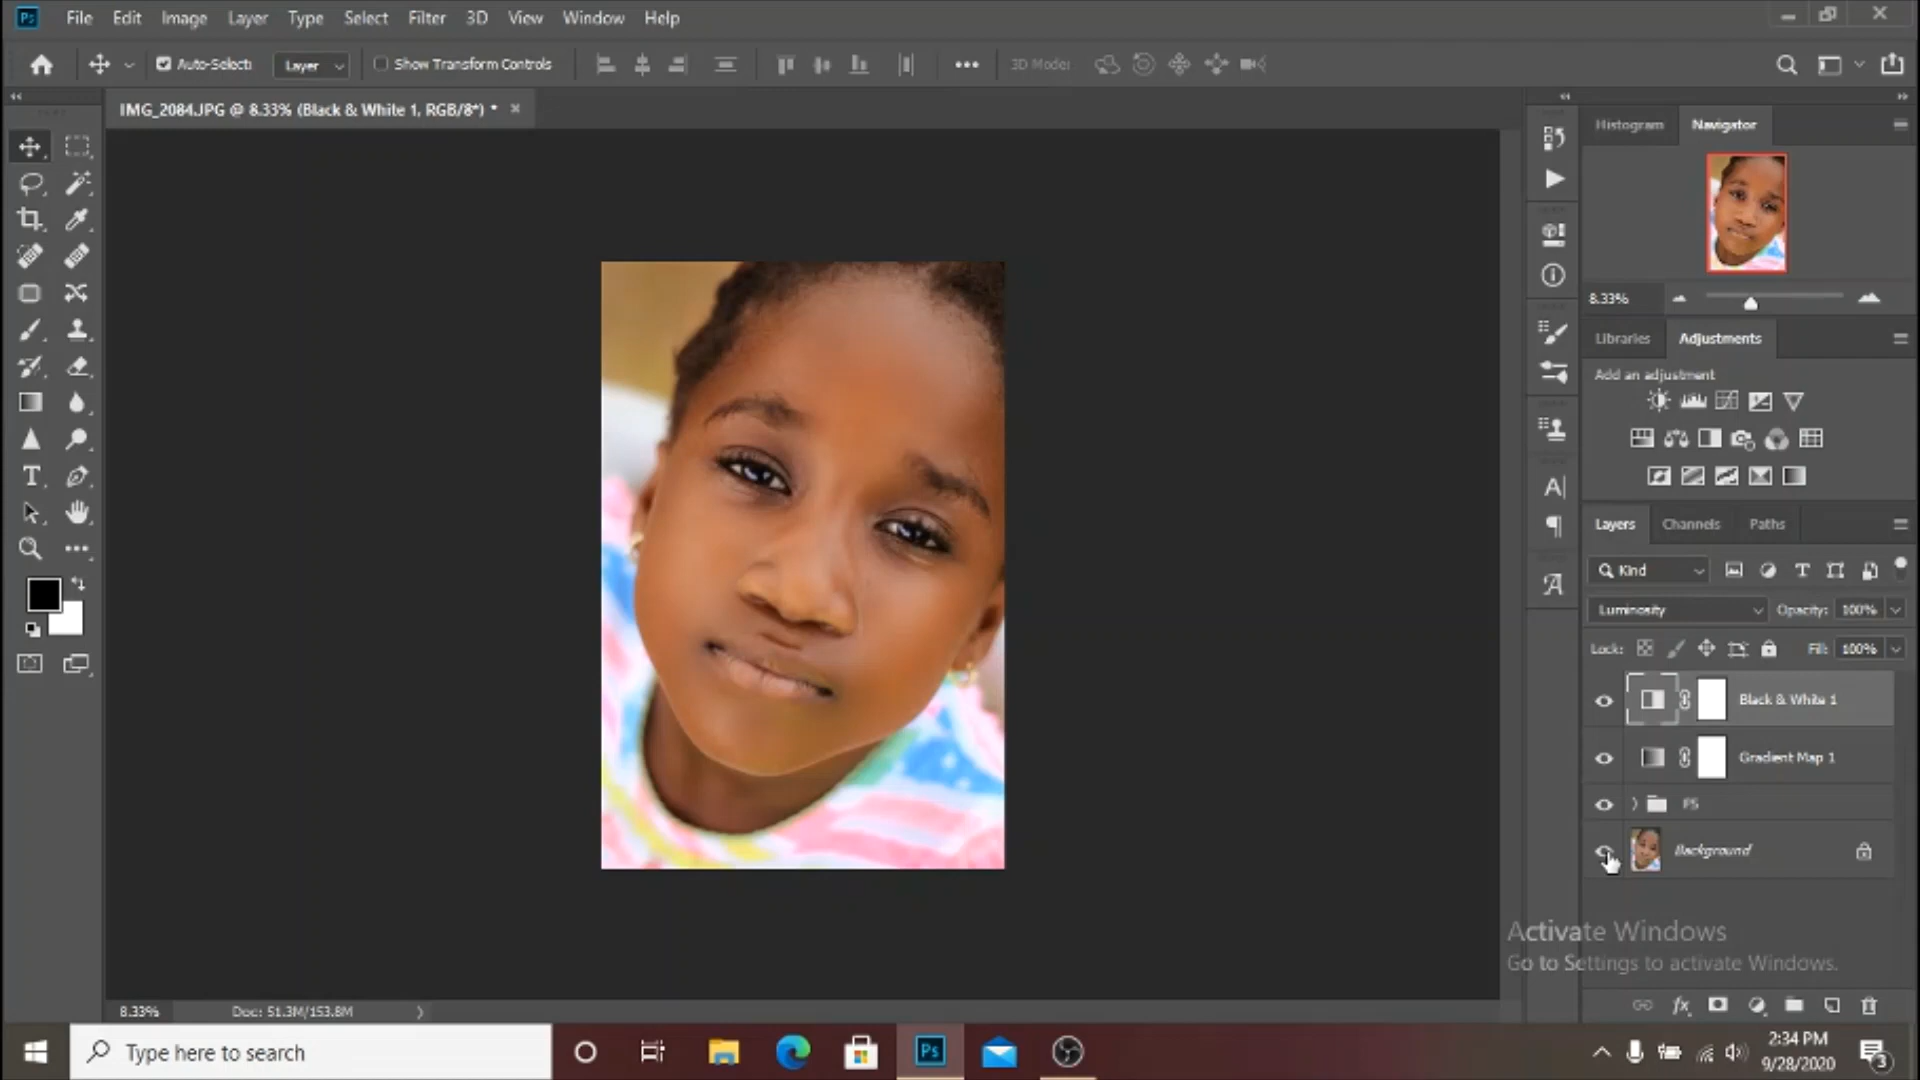 Ps File Edit Image Layer Type Select Filter 3D View Window Help
Auto-Select: Layer Show Transform Controls 3D Mode:
IMG_2084.JPG @ 8.33% (Black & White 1, RGB/8*) * ×
Histogram Navigator
8.33%
Libraries Adjustments
Add an adjustment
Layers Channels Paths
Kind
Luminosity Opacity: 100%
Lock: Fill: 100%
Black & White 1
Gradient Map 1
FS
Background
Activate Windows
Go to Settings to activate Windows.
8.33% Doc: 51.3M/153.8M
Type here to search
Ps
2:34 PM
9/28/2020
3